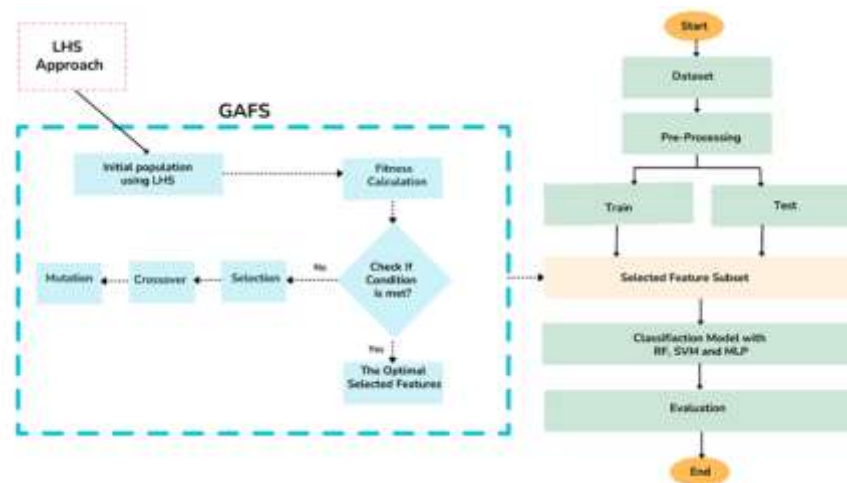 LHS
Approach
GAFS
Initial population
using LHS
Fitness
Calculation
Check If
Condition
is met?
No
Selection
Crossover
Mutation
Yes
The Optimal
Selected Features
Start
Dataset
Pre-Processing
Train
Test
Selected Feature Subset
Classifiaction Model with
RF, SVM and MLP
Evaluation
End